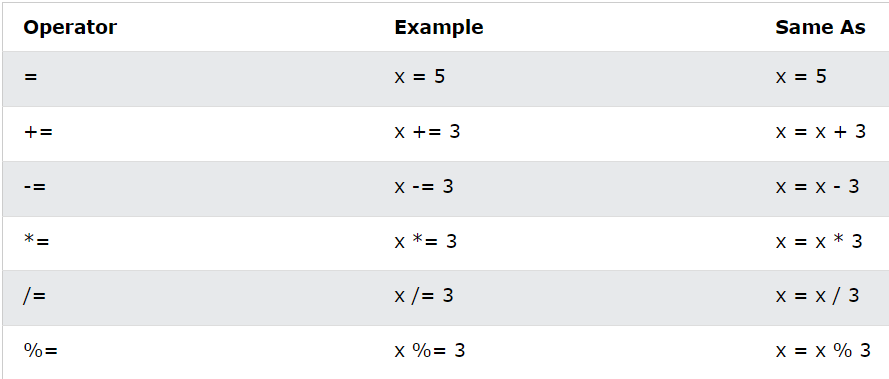 Operator Example Same As
= x = 5 x = 5
+= x += 3 x = x + 3
-= x -= 3 x = x - 3
*= x *= 3 x = x * 3
/= x /= 3 x = x / 3
%= x %= 3 x = x % 3